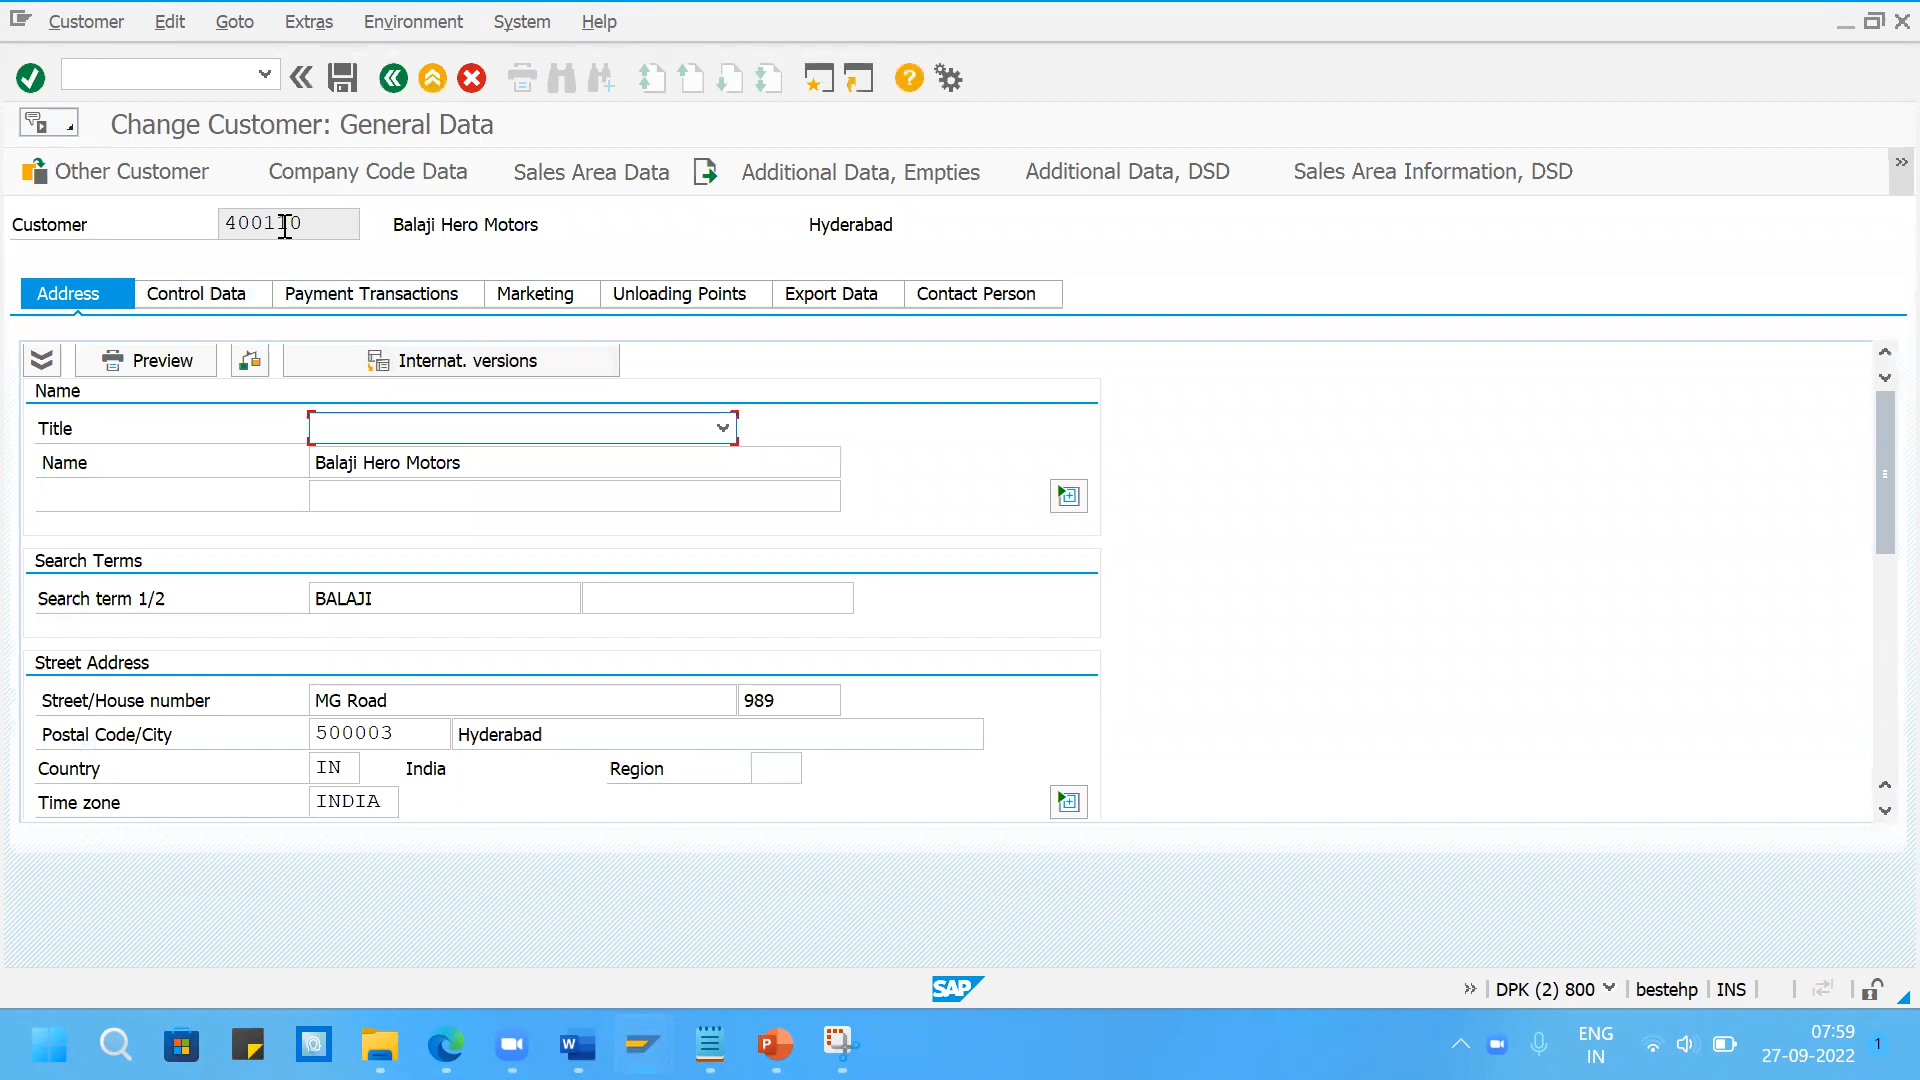 Customer Edit Goto Extras Environment System Help
Change Customer: General Data
Other Customer Company Code Data Sales Area Data Additional Data, Empties Additional Data, DSD Sales Area Information, DSD
Customer 400110 Balaji Hero Motors Hyderabad
Address Control Data Payment Transactions Marketing Unloading Points Export Data Contact Person
Preview Internat. versions
Name
Title
Name Balaji Hero Motors
Search Terms
Search term 1/2 BALAJI
Street Address
Street/House number MG Road 989
Postal Code/City 500003 Hyderabad
Country IN India Region
Time zone INDIA
SAP DPK (2) 800 bestehp INS
ENG 07:59
IN 27-09-2022 1